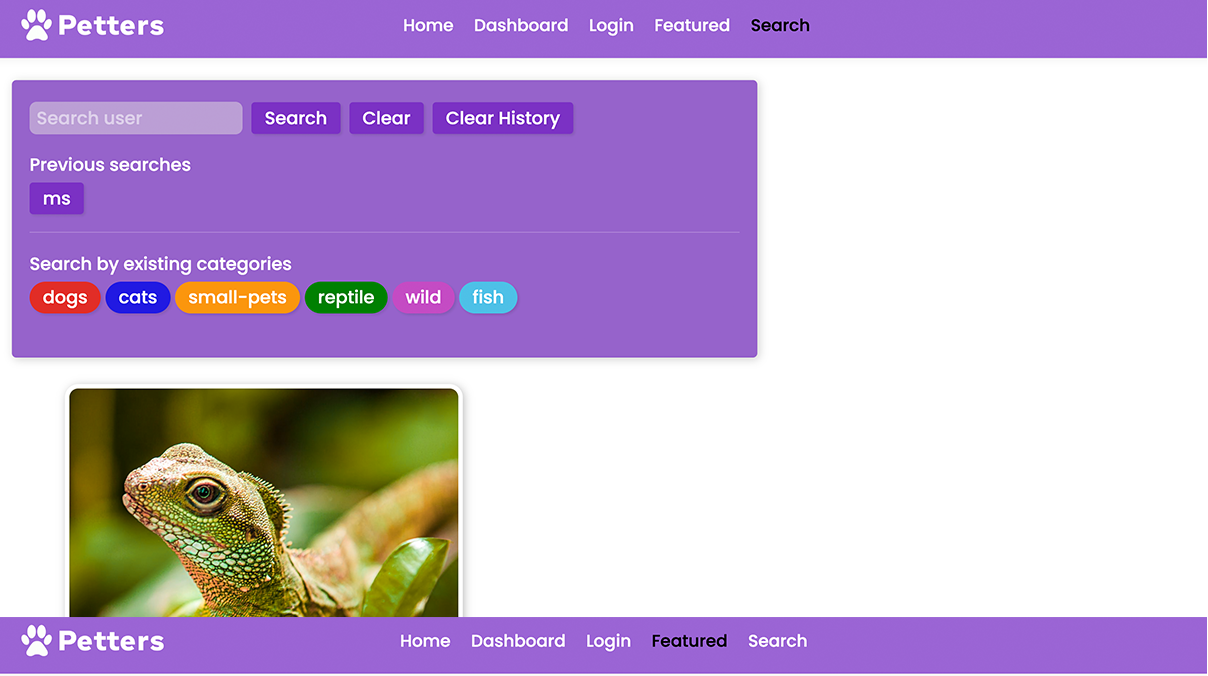 Petters Home Dashboard Login Featured Search
Search user Search Clear Clear History
Previous searches
ms
Search by existing categories
dogs cats small-pets reptile wild fish
Petters Home Dashboard Login Featured Search